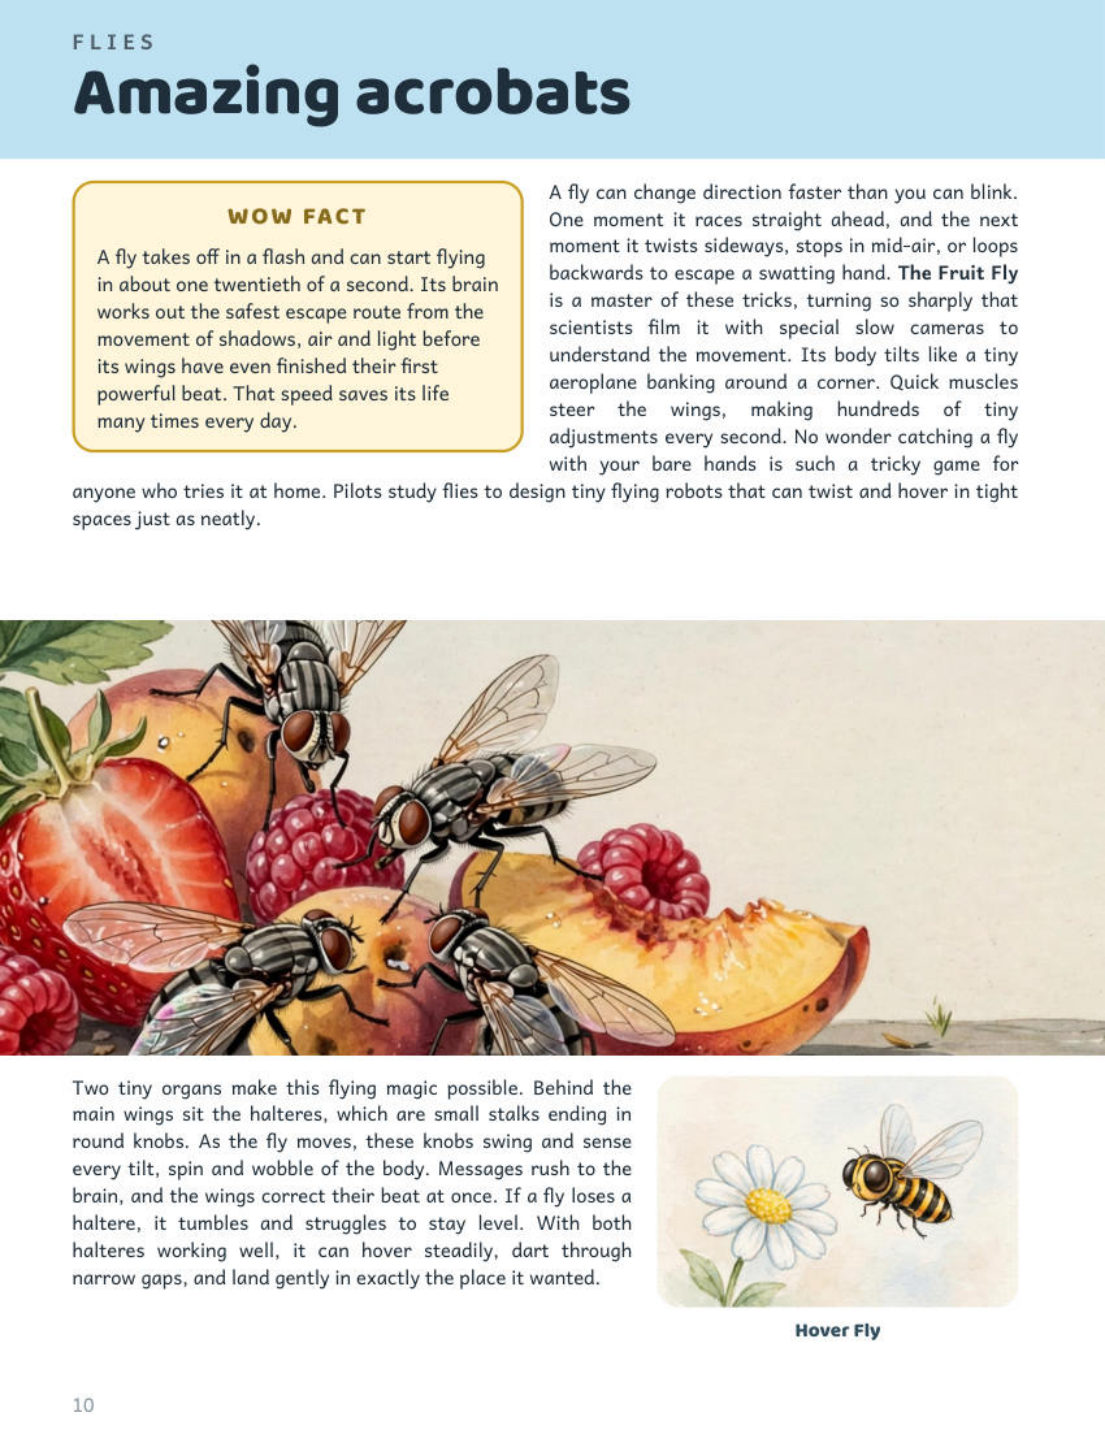 FLIES
Amazing acrobats
WOW FACT
A fly takes off in a flash and can start flying
in about one twentieth of a second. Its brain
works out the safest escape route from the
movement of shadows, air and light before
its wings have even finished their first
powerful beat. That speed saves its life
many times every day.
A fly can change direction faster than you can blink.
One moment it races straight ahead, and the next
moment it twists sideways, stops in mid-air, or loops
backwards to escape a swatting hand. The Fruit Fly
is a master of these tricks, turning so sharply that
scientists film it with special slow cameras to
understand the movement. Its body tilts like a tiny
aeroplane banking around a corner. Quick muscles
steer the wings, making hundreds of tiny
adjustments every second. No wonder catching a fly
with your bare hands is such a tricky game for
anyone who tries it at home. Pilots study flies to design tiny flying robots that can twist and hover in tight
spaces just as neatly.
Two tiny organs make this flying magic possible. Behind the
main wings sit the halteres, which are small stalks ending in
round knobs. As the fly moves, these knobs swing and sense
every tilt, spin and wobble of the body. Messages rush to the
brain, and the wings correct their beat at once. If a fly loses a
haltere, it tumbles and struggles to stay level. With both
halteres working well, it can hover steadily, dart through
narrow gaps, and land gently in exactly the place it wanted.
Hover Fly
10